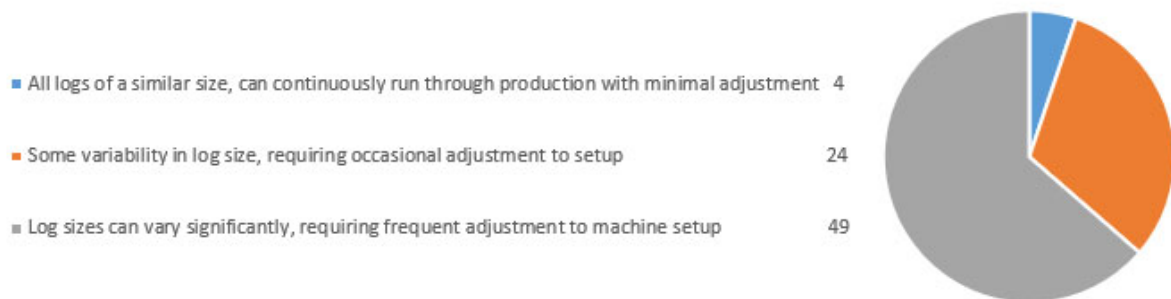 All logs of a similar size, can continuously run through production with minimal adjustment 4
Some variability in log size, requiring occasional adjustment to setup 24
Log sizes can vary significantly, requiring frequent adjustment to machine setup 49